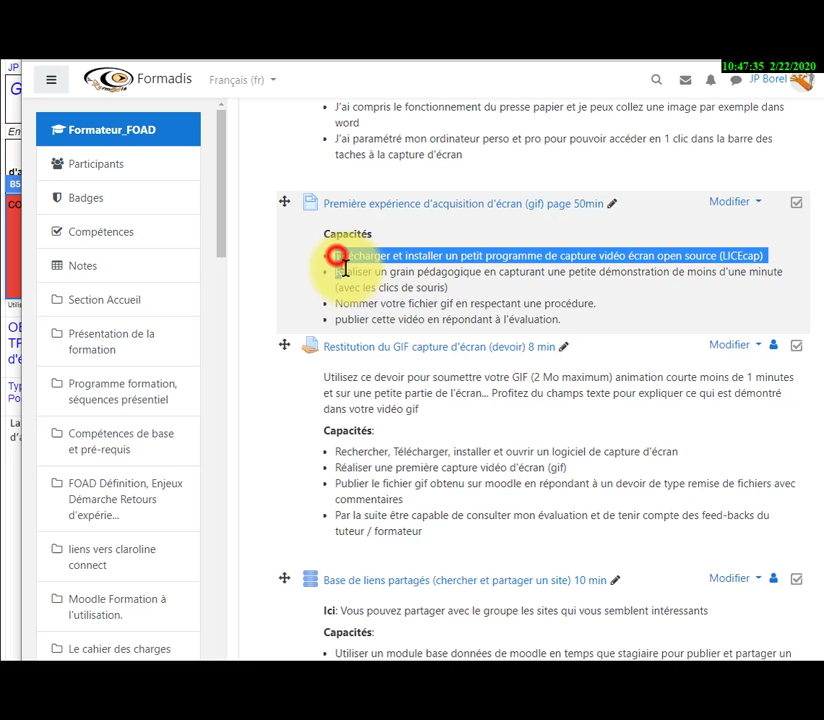 10:47:35 2/22/2020
JP
Formadis
Français (fr)
JP Borel
G
En
d'a
B5
CO
Utilis
OB
TF
d'é
Typ
Po
La
d'a
Formateur_FOAD
Participants
Badges
Compétences
Notes
Section Accueil
Présentation de la
formation
Programme formation,
séquences présentiel
Compétences de base
et pré-requis
FOAD Définition, Enjeux
Démarche Retours
d'expérie...
liens vers claroline
connect
Moodle Formation à
l'utilisation.
Le cahier des charges
J'ai compris le fonctionnement du presse papier et je peux collez une image par exemple dans
word
J'ai paramétré mon ordinateur perso et pro pour pouvoir accéder en 1 clic dans la barre des
taches à la capture d'écran
Première expérience d'acquisition d'écran (gif) page 50min
Modifier
Capacités
Télécharger et installer un petit programme de capture vidéo écran open source (LICEcap)
Réaliser un grain pédagogique en capturant une petite démonstration de moins d'une minute
(avec les clics de souris)
Nommer votre fichier gif en respectant une procédure.
publier cette vidéo en répondant à l'évaluation.
Restitution du GIF capture d'écran (devoir) 8 min
Modifier
Utilisez ce devoir pour soumettre votre GIF (2 Mo maximum) animation courte moins de 1 minutes
et sur une petite partie de l'écran... Profitez du champs texte pour expliquer ce qui est démontré
dans votre vidéo gif
Capacités:
Rechercher, Télécharger, installer et ouvrir un logiciel de capture d'écran
Réaliser une première capture vidéo d'écran (gif)
Publier le fichier gif obtenu sur moodle en répondant à un devoir de type remise de fichiers avec
commentaires
Par la suite être capable de consulter mon évaluation et de tenir compte des feed-backs du
tuteur / formateur
Base de liens partagés (chercher et partager un site) 10 min
Modifier
Ici: Vous pouvez partager avec le groupe les sites qui vous semblent intéressants
Capacités:
Utiliser un module base données de moodle en temps que stagiaire pour publier et partager un